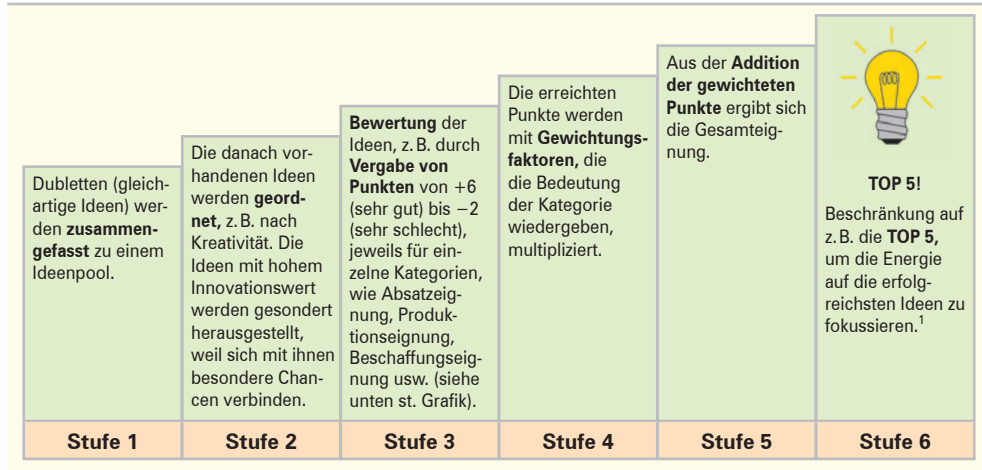 Dubletten (gleich-
artige Ideen) wer-
den zusammen-
gefasst zu einem
Ideenpool.
Stufe 1
Die danach vor-
handenen Ideen
werden geord-
net, z. B. nach
Kreativität. Die
Ideen mit hohem
Innovationswert
werden gesondert
herausgestellt,
weil sich mit ihnen
besondere Chan-
cen verbinden.
Stufe 2
Bewertung der
Ideen, z. B. durch
Vergabe von
Punkten von +6
(sehr gut) bis −2
(sehr schlecht),
jeweils für ein-
zelne Kategorien,
wie Absatzeig-
nung, Produk-
tionseignung,
Beschaffungseig-
nung usw. (siehe
unten st. Grafik).
Stufe 3
Die erreichten
Punkte werden
mit Gewichtungs-
faktoren, die
die Bedeutung
der Kategorie
wiedergeben,
multipliziert.
Stufe 4
Aus der Addition
der gewichteten
Punkte ergibt sich
die Gesamteig-
nung.
Stufe 5
TOP 5!
Beschränkung auf
z. B. die TOP 5,
um die Energie
auf die erfolg-
reichsten Ideen zu
fokussieren.1
Stufe 6